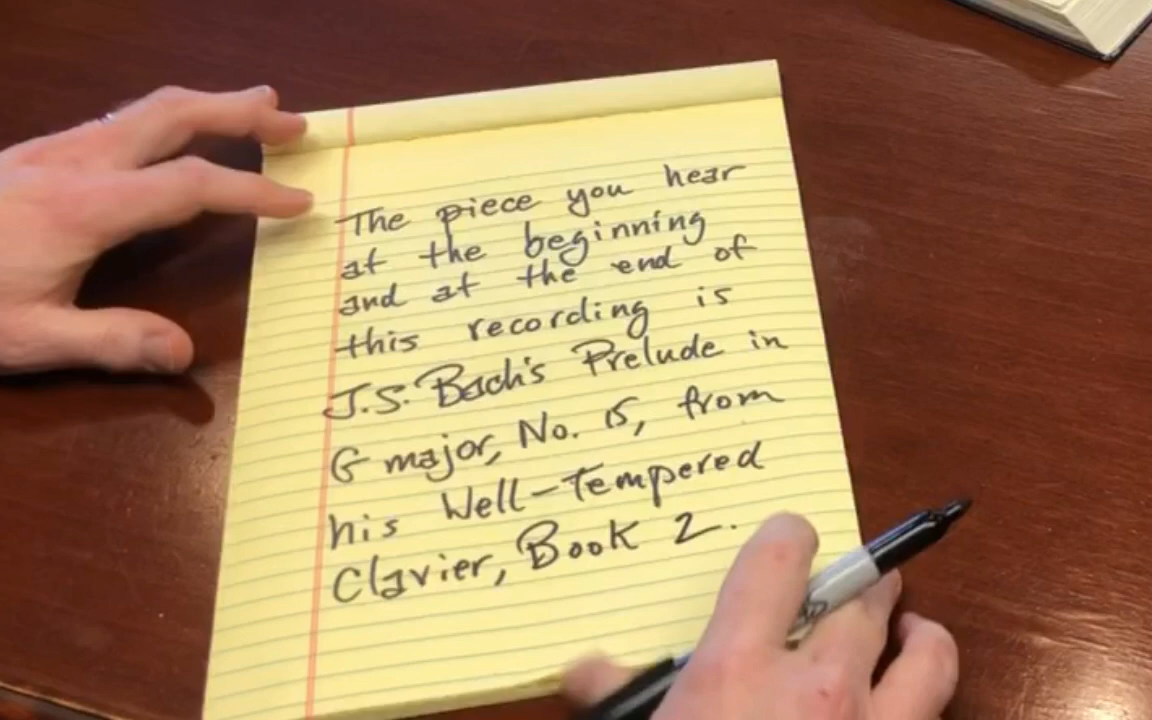 The piece you hear
at the beginning
and at the end of
this recording is
J.S. Bach's Prelude in
G major, No. 15, from
his Well-Tempered
Clavier, Book 2.